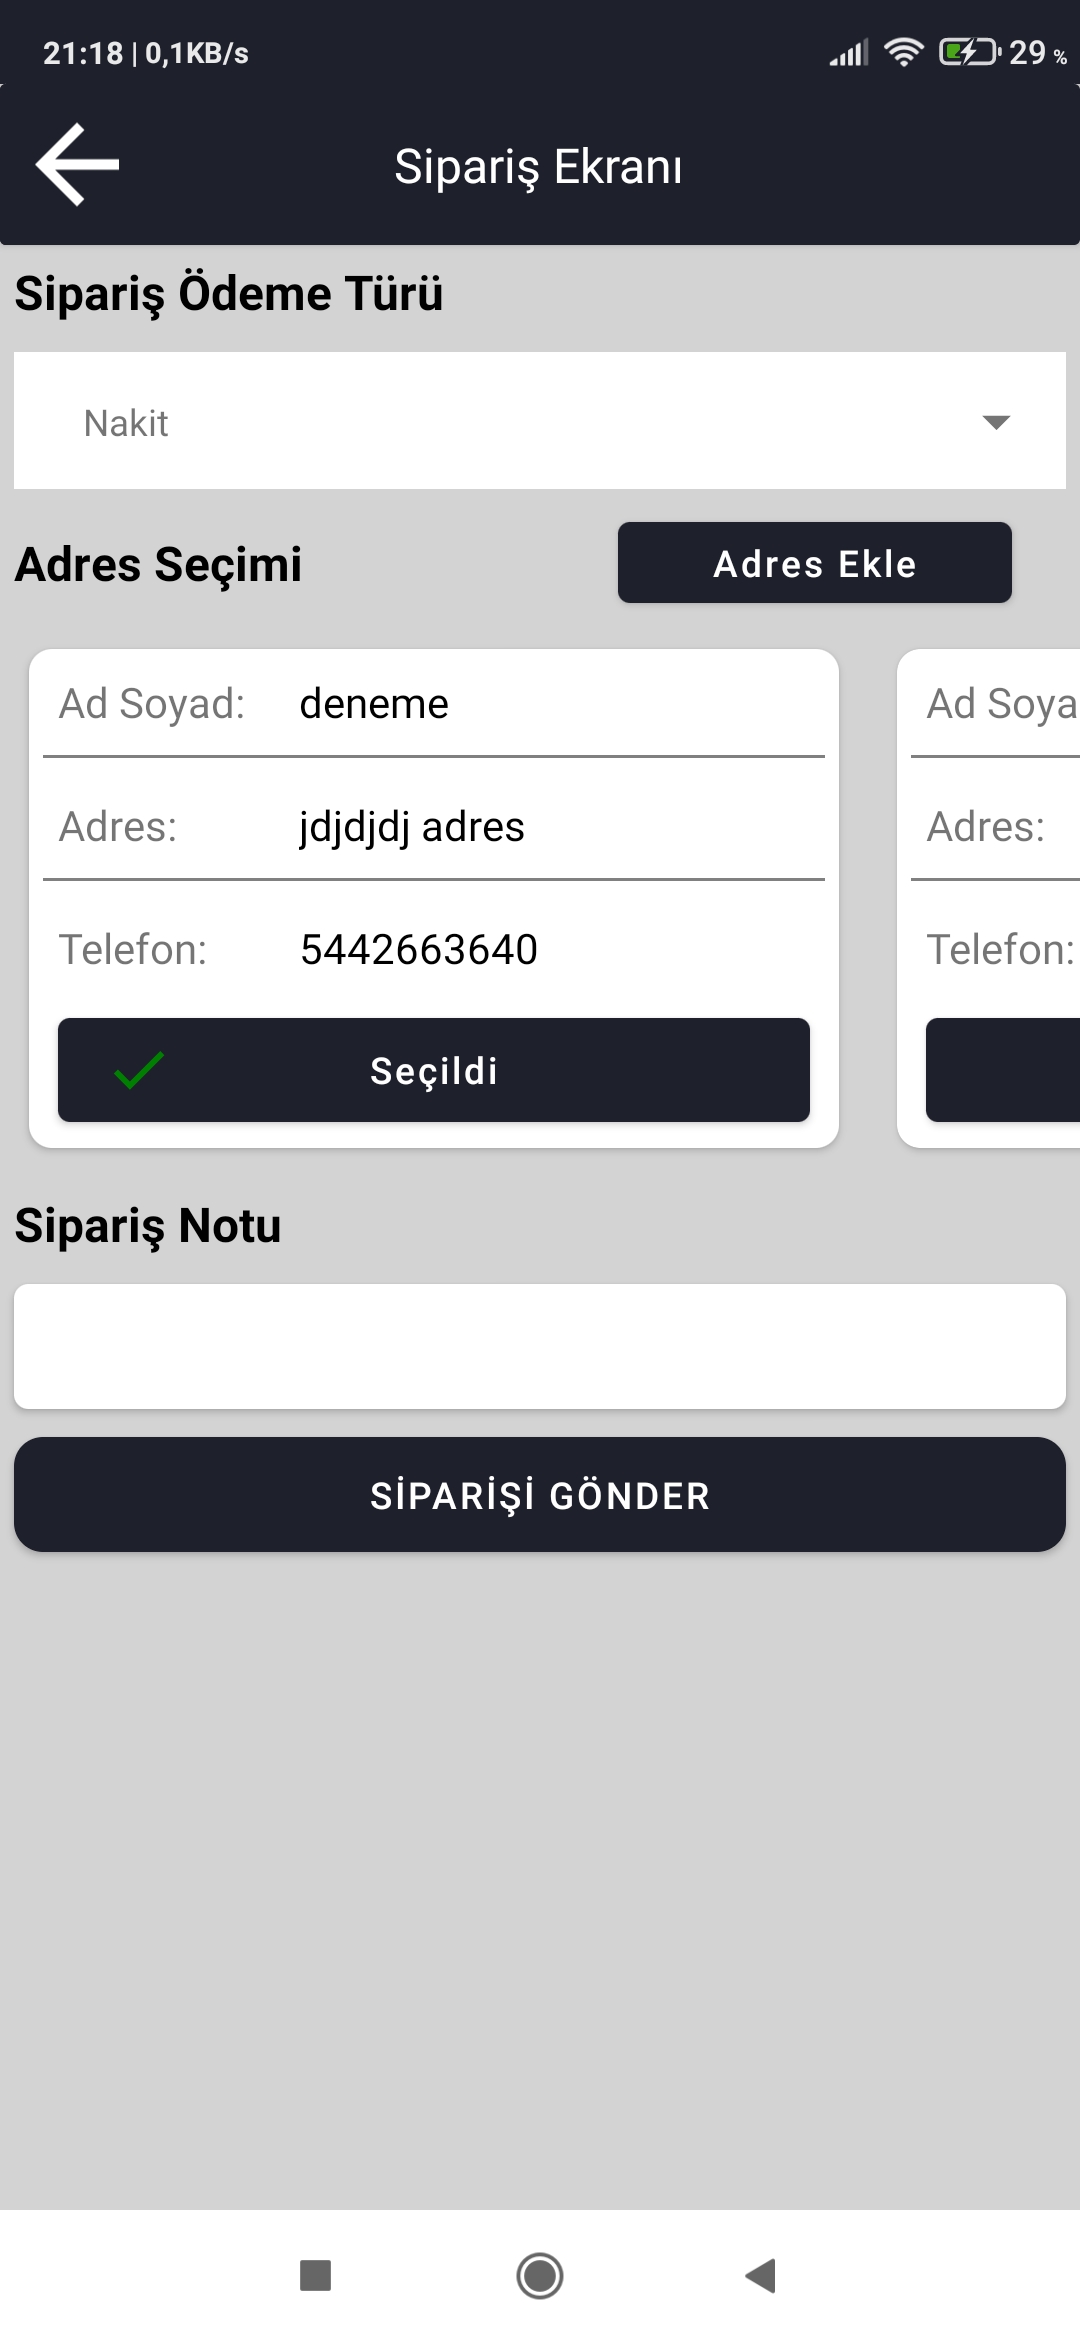 21:18 | 0,1KB/s 29 %
Sipariş Ekranı
Sipariş Ödeme Türü
Nakit
Adres Seçimi Adres Ekle
Ad Soyad: deneme
Adres: jdjdjdj adres
Telefon: 5442663640
Seçildi
Ad Soya
Adres:
Telefon:
Sipariş Notu
SİPARİŞİ GÖNDER